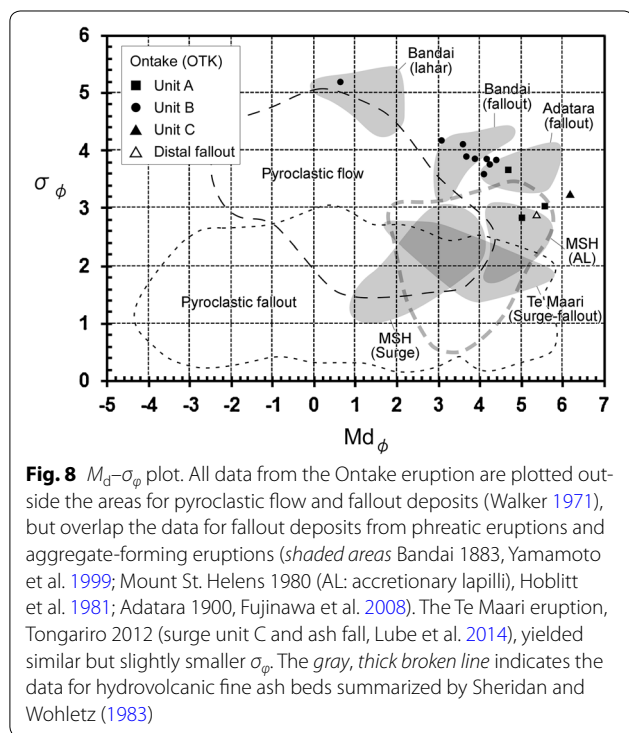 6
5
4
3
2
1
0
σ ϕ
-5 -4 -3 -2 -1 0 1 2 3 4 5 6 7
Md ϕ
Ontake (OTK)
Unit A
Unit B
Unit C
Distal fallout
Bandai
(lahar)
Bandai
(fallout)
Adatara
(fallout)
Pyroclastic flow
MSH
(AL)
Pyroclastic fallout
Te Maari
(Surge-fallout)
MSH
(Surge)
Fig. 8 Md–σφ plot. All data from the Ontake eruption are plotted out-
side the areas for pyroclastic flow and fallout deposits (Walker 1971),
but overlap the data for fallout deposits from phreatic eruptions and
aggregate-forming eruptions (shaded areas Bandai 1883, Yamamoto
et al. 1999; Mount St. Helens 1980 (AL: accretionary lapilli), Hoblitt
et al. 1981; Adatara 1900, Fujinawa et al. 2008). The Te Maari eruption,
Tongariro 2012 (surge unit C and ash fall, Lube et al. 2014), yielded
similar but slightly smaller σφ. The gray, thick broken line indicates the
data for hydrovolcanic fine ash beds summarized by Sheridan and
Wohletz (1983)